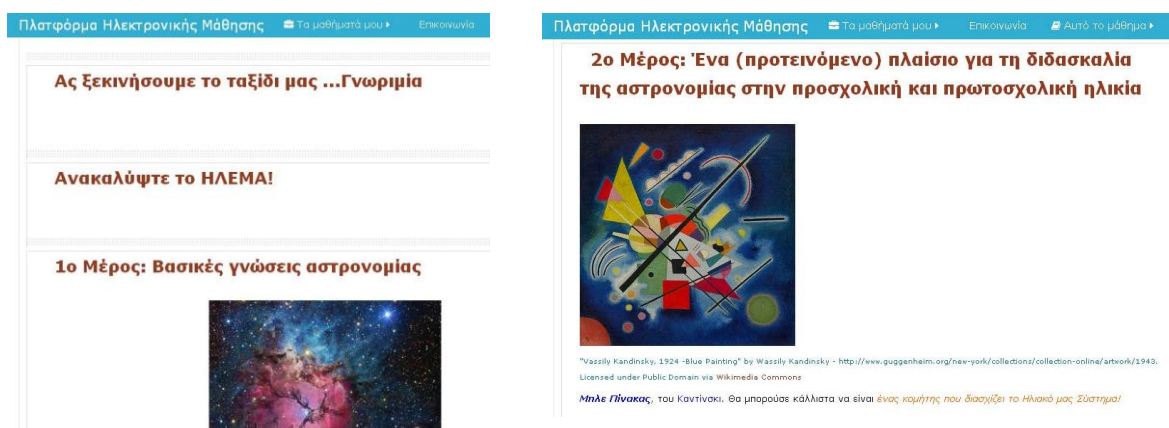 Πλατφόρμα Ηλεκτρονικής Μάθησης Τα μαθήματά μου Επικοινωνία
Ας ξεκινήσουμε το ταξίδι μας ...Γνωριμία
Ανακαλύψτε το ΗΛΕΜΑ!
1ο Μέρος: Βασικές γνώσεις αστρονομίας
Πλατφόρμα Ηλεκτρονικής Μάθησης Τα μαθήματά μου Επικοινωνία Αυτό το μάθημα
2ο Μέρος: Ένα (προτεινόμενο) πλαίσιο για τη διδασκαλία
της αστρονομίας στην προσχολική και πρωτοσχολική ηλικία
"Vassily Kandinsky, 1924 -Blue Painting" by Wassily Kandinsky - http://www.guggenheim.org/new-york/collections/collection-online/artwork/1943.
Licensed under Public Domain via Wikimedia Commons
Μπλε Πίνακας, του Καντίνσκι. Θα μπορούσε κάλλιστα να είναι ένας κομήτης που διασχίζει το Ηλιακό μας Σύστημα!